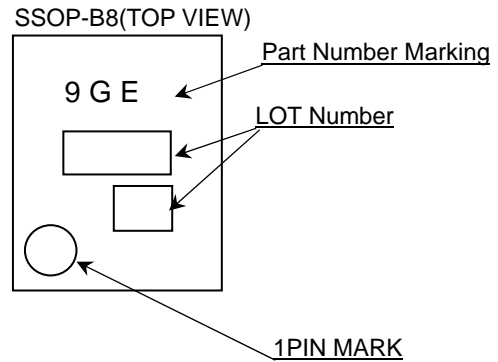 SSOP-B8(TOP VIEW)
Part Number Marking
9 G E
LOT Number
1PIN MARK